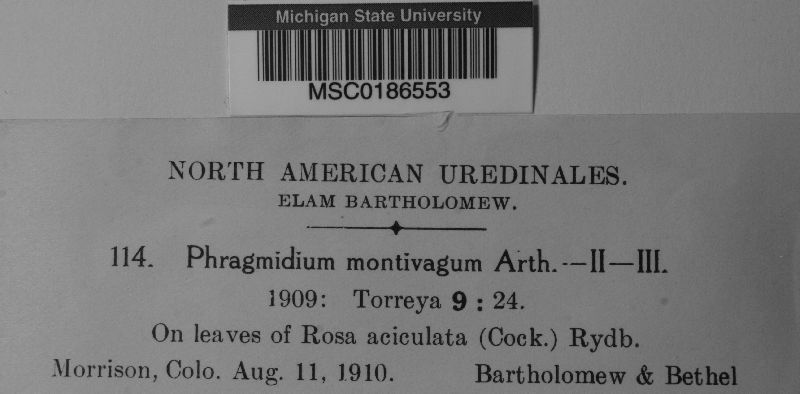 Michigan State University
MSC0186553
NORTH AMERICAN UREDINALES.
ELAM BARTHOLOMEW.
114. Phragmidium montivagum Arth.—II—III.
1909: Torreya 9 : 24.
On leaves of Rosa aciculata (Cock.) Rydb.
Morrison, Colo. Aug. 11, 1910. Bartholomew & Bethel